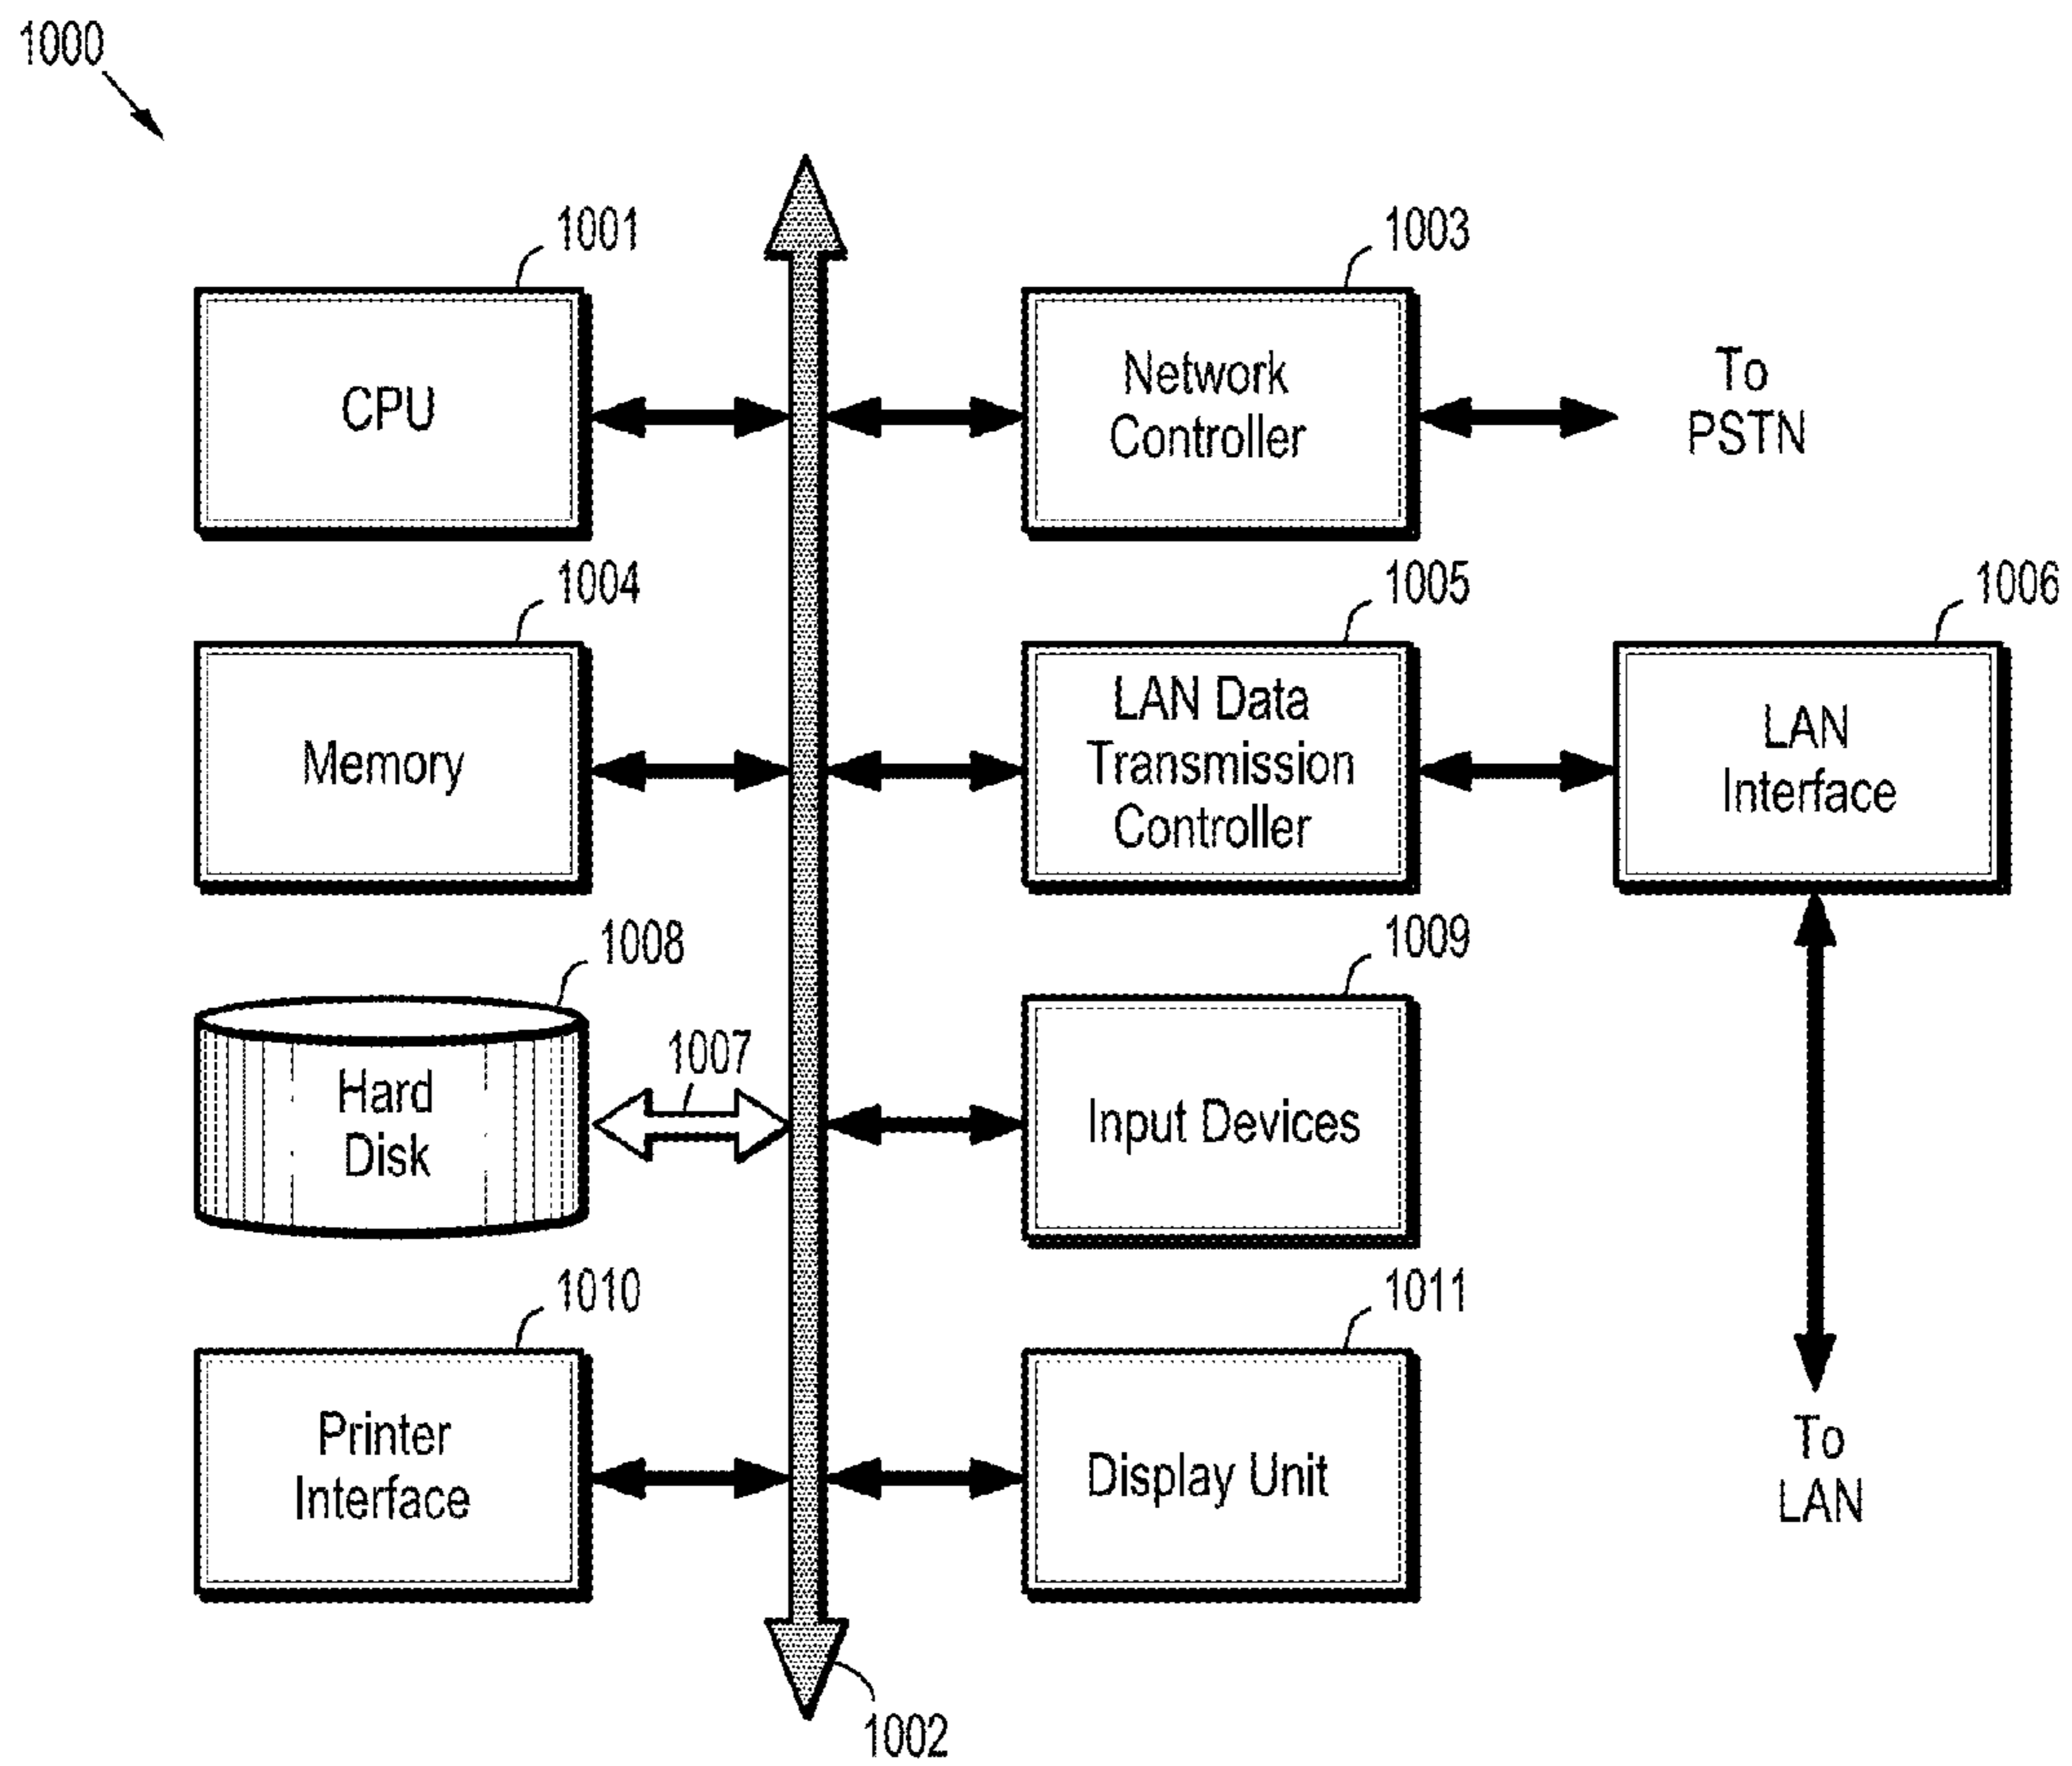 1000
1001
1003
CPU
Network
Controller
To
PSTN
1004
1005
1006
Memory
LAN Data
Transmission
Controller
LAN
Interface
1008
1007
1009
Hard
Disk
Input Devices
1010
1011
Printer
Interface
Display Unit
To
LAN
1002